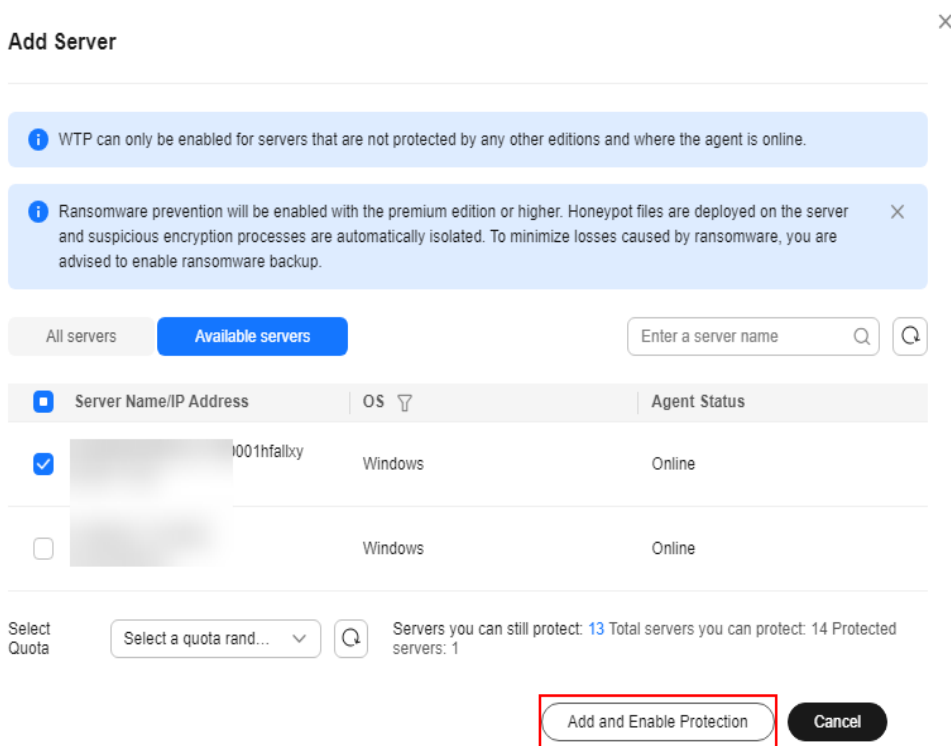 Add Server
WTP can only be enabled for servers that are not protected by any other editions and where the agent is online.
Ransomware prevention will be enabled with the premium edition or higher. Honeypot files are deployed on the server
and suspicious encryption processes are automatically isolated. To minimize losses caused by ransomware, you are
advised to enable ransomware backup.
All servers
Available servers
Enter a server name
Server Name/IP Address
OS
Agent Status
001hfallxy
Windows
Online
Windows
Online
Select
Quota
Select a quota rand...
Servers you can still protect: 13 Total servers you can protect: 14 Protected
servers: 1
Add and Enable Protection
Cancel